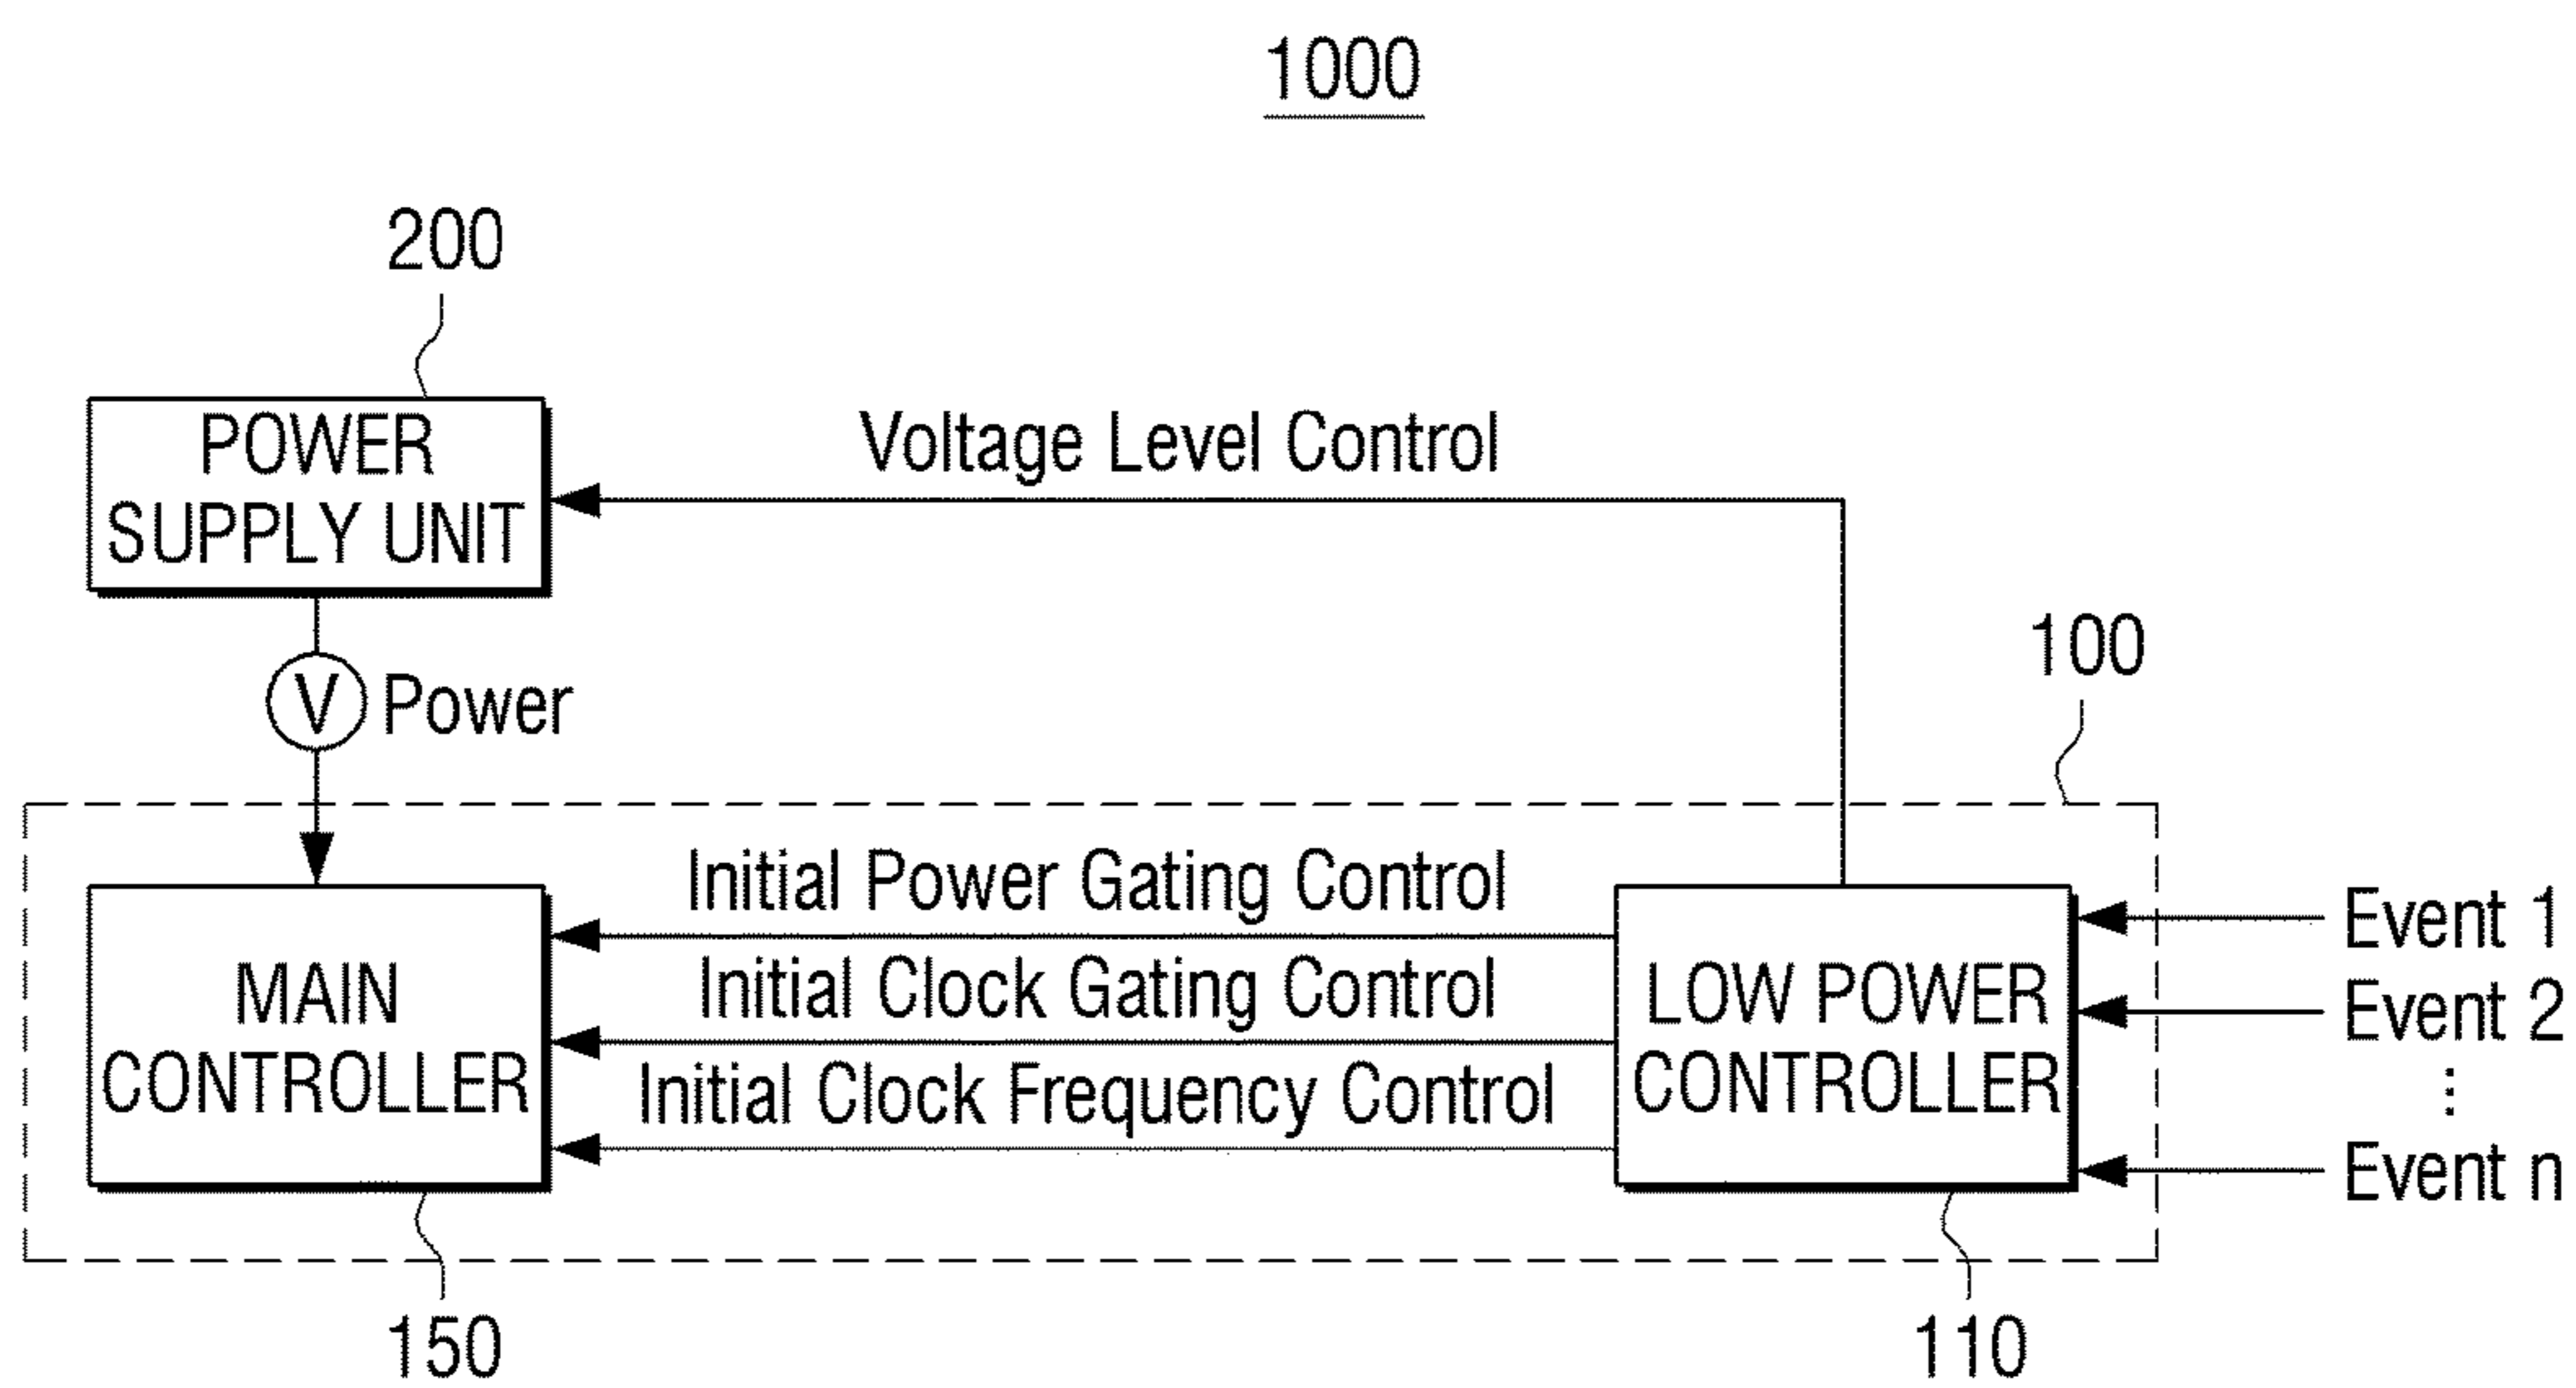 1000
200
POWER
SUPPLY UNIT
Voltage Level Control
V Power
100
Initial Power Gating Control
Initial Clock Gating Control
Initial Clock Frequency Control
MAIN
CONTROLLER
LOW POWER
CONTROLLER
Event 1
Event 2
⋮
Event n
150
110